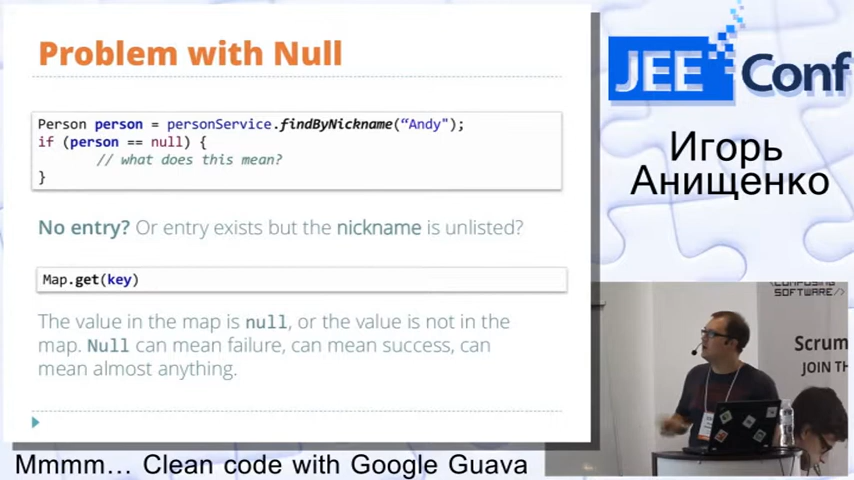 Problem with Null
Person person = personService.findByNickname(“Andy");
if (person == null) {
// what does this mean?
}
No entry? Or entry exists but the nickname is unlisted?
Map.get(key)
The value in the map is null, or the value is not in the
map. Null can mean failure, can mean success, can
mean almost anything.
JEE Conf
Игорь
Анищенко
COMPOSING
SOFTWARE/>
Scrum
JOIN TH
Mmmm... Clean code with Google Guava